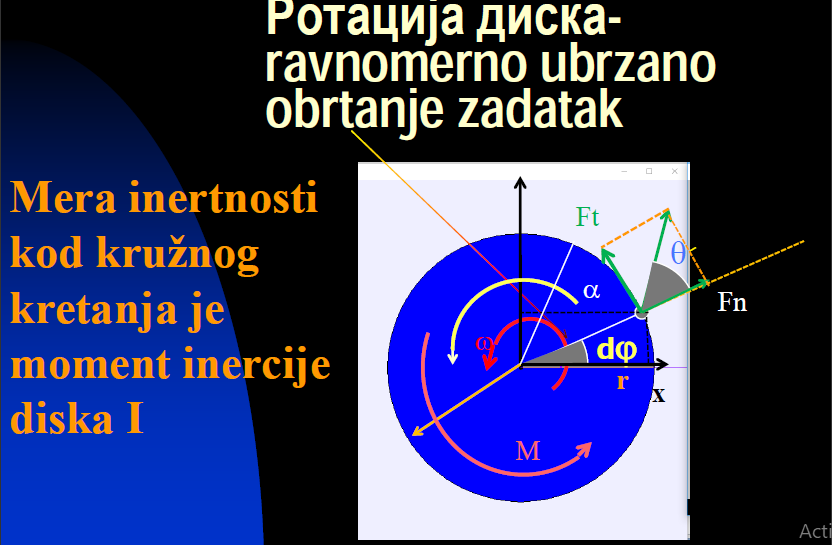 Ротација диска-
ravnomerno ubrzano
obrtanje zadatak
Mera inertnosti
kod kružnog
kretanja je
moment inercije
diska I
Ft
θ
α
Fn
ω
dφ
r
x
M
Acti